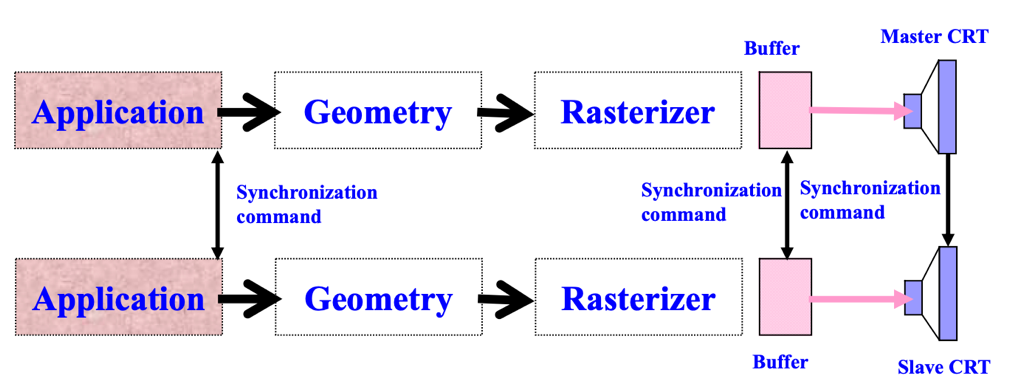 Master CRT
Buffer
Application
Geometry
Rasterizer
Synchronization
command
Synchronization
command
Synchronization
command
Application
Geometry
Rasterizer
Buffer
Slave CRT